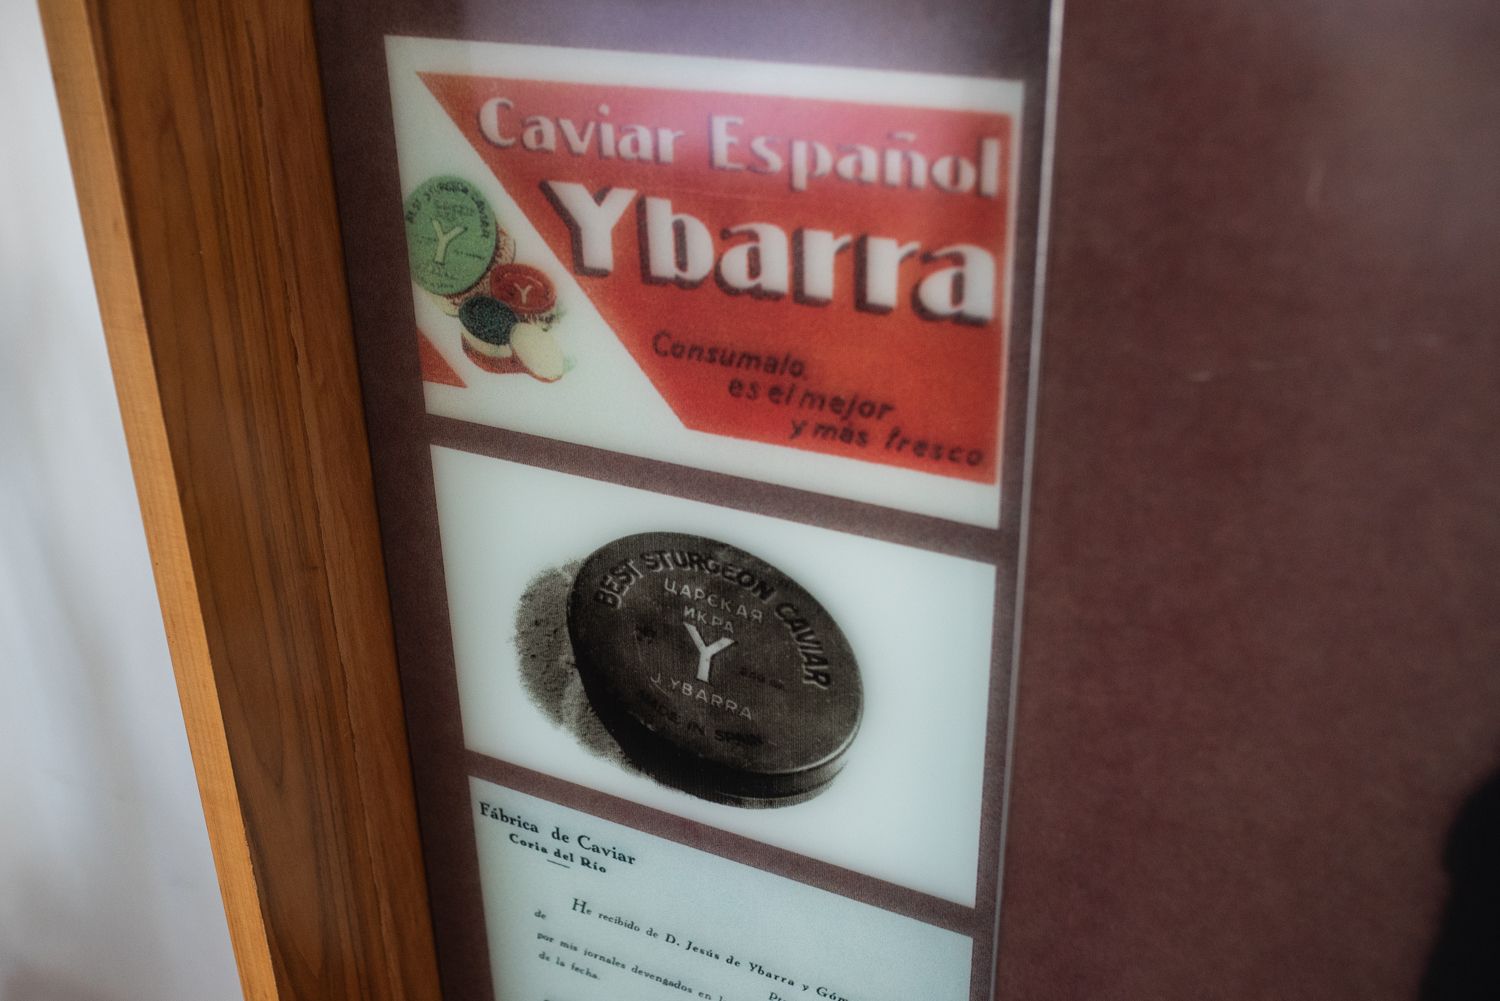 Caviar Español
Ybarra
Consumalo,
es el mejor
y más fresco
STURGEON CAVIAR
Y
Y
BEST STURGEON CAVIAR
ЦАРСКАЯ
ИКРА
Y
J. YBARRA
MADE IN SPAIN
Fábrica de Caviar
Coria del Río
He recibido de D. Jesús de Ybarra y Góm
de
por mis jornales devengados en l
de la fecha.